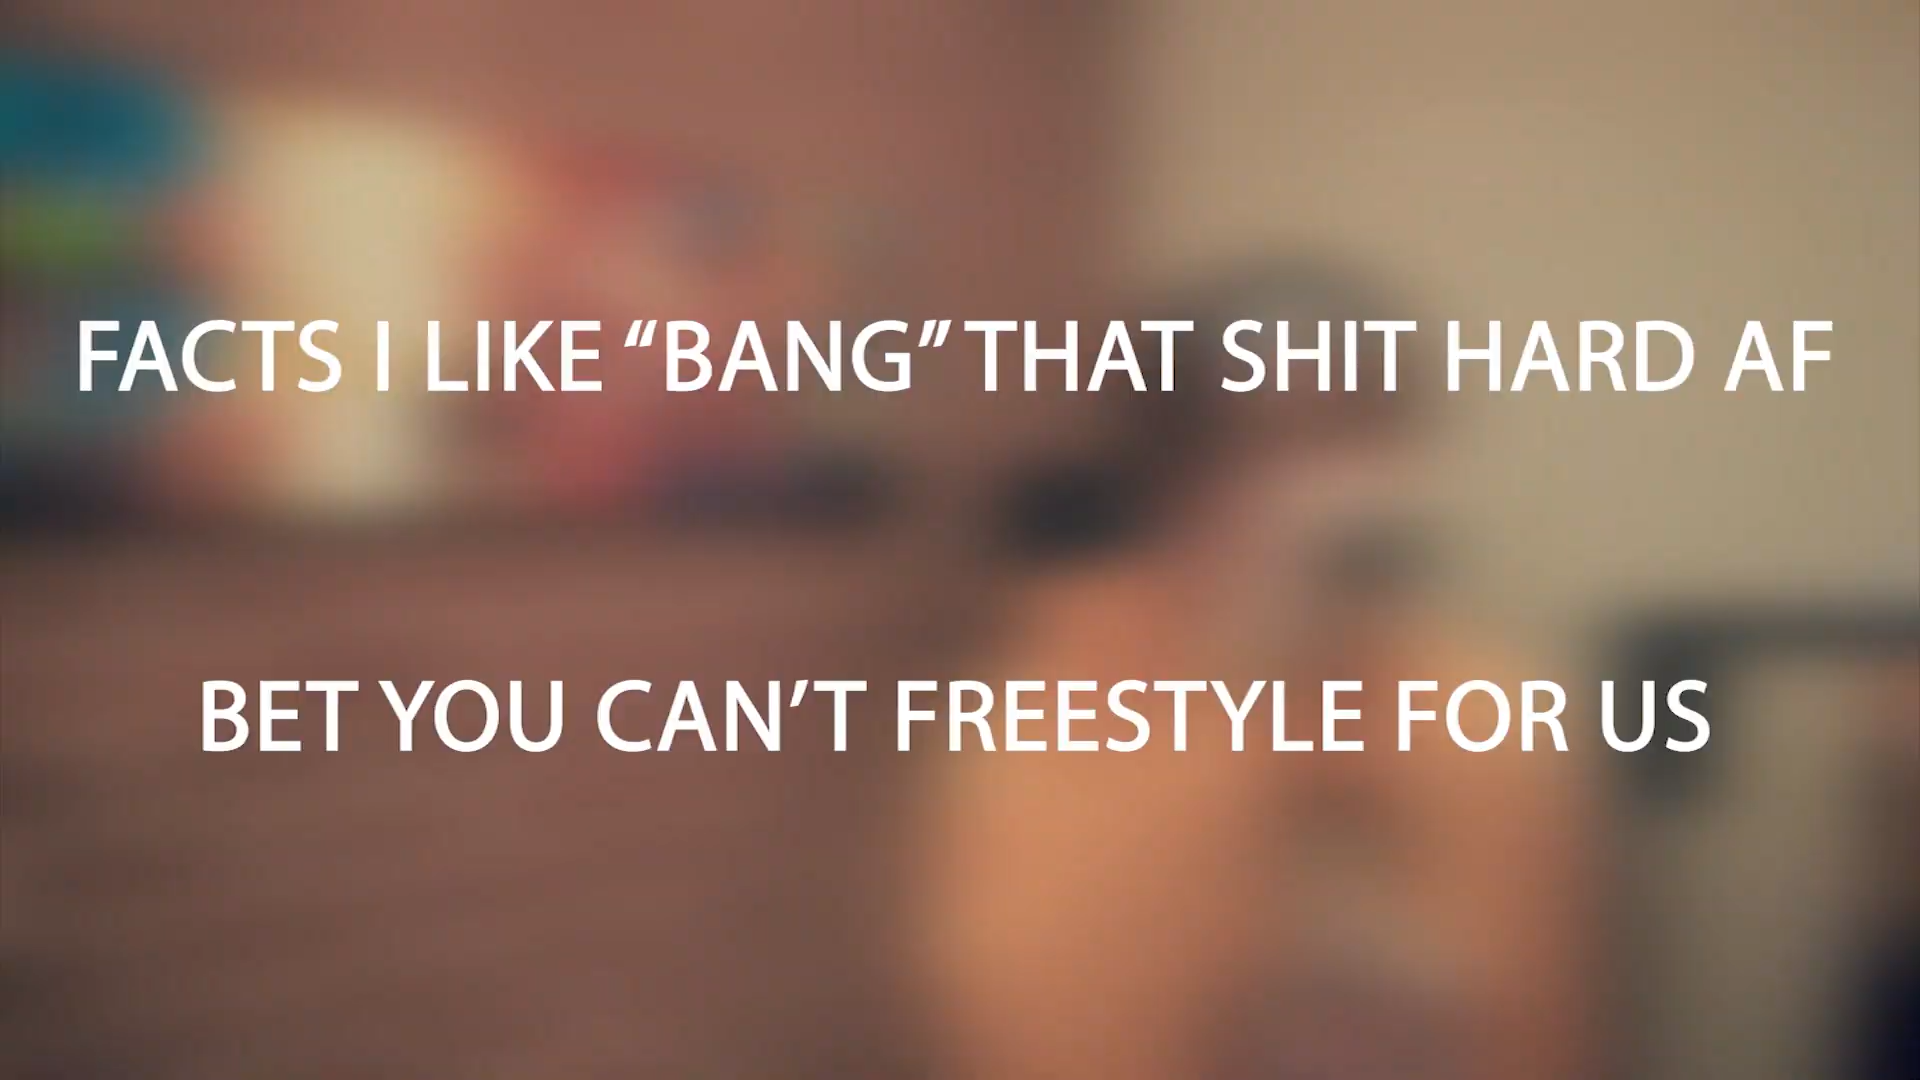 FACTS I LIKE “BANG” THAT SHIT HARD AF
BET YOU CAN’T FREESTYLE FOR US